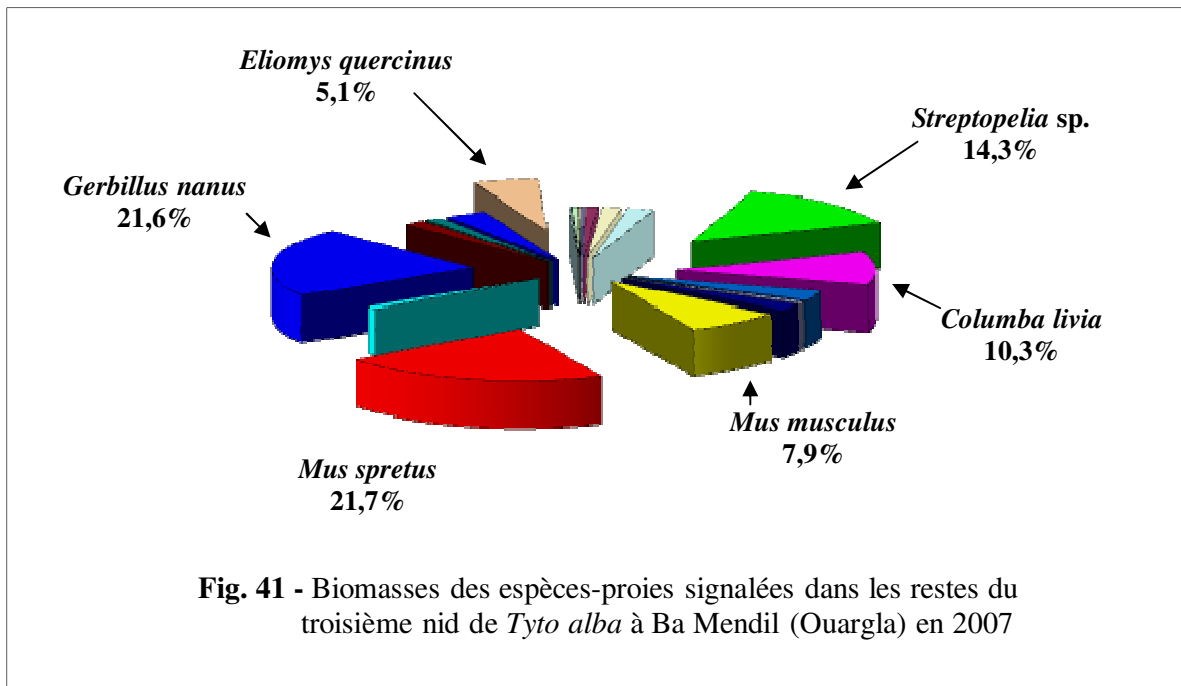 Eliomys quercinus
5,1%
Streptopelia sp.
14,3%
Gerbillus nanus
21,6%
Columba livia
10,3%
Mus musculus
7,9%
Mus spretus
21,7%
Fig. 41 - Biomasses des espèces-proies signalées dans les restes du
troisième nid de Tyto alba à Ba Mendil (Ouargla) en 2007